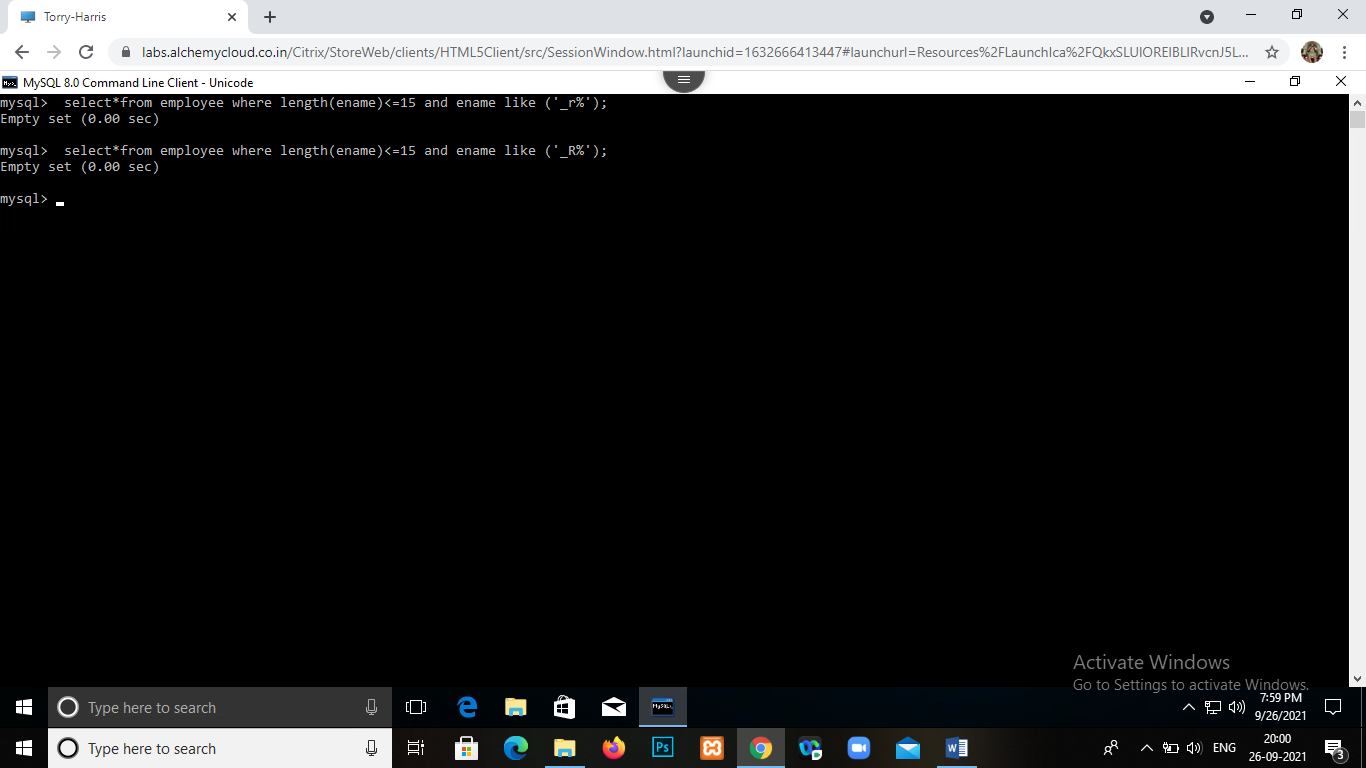 Torry-Harris
labs.alchemycloud.co.in/Citrix/StoreWeb/clients/HTML5Client/src/SessionWindow.html?launchid=1632666413447#launchurl=Resources%2FLaunchIca%2FQkxSLUlOREIBLIRvcnJ5L...
MySQL 8.0 Command Line Client - Unicode
mysql>  select*from employee where length(ename)<=15 and ename like ('_r%');
Empty set (0.00 sec)
mysql>  select*from employee where length(ename)<=15 and ename like ('_R%');
Empty set (0.00 sec)
mysql>
Activate Windows
Go to Settings to activate Windows.
Type here to search
MySQL
7:59 PM
9/26/2021
Type here to search
Ps
ENG
20:00
26-09-2021
3